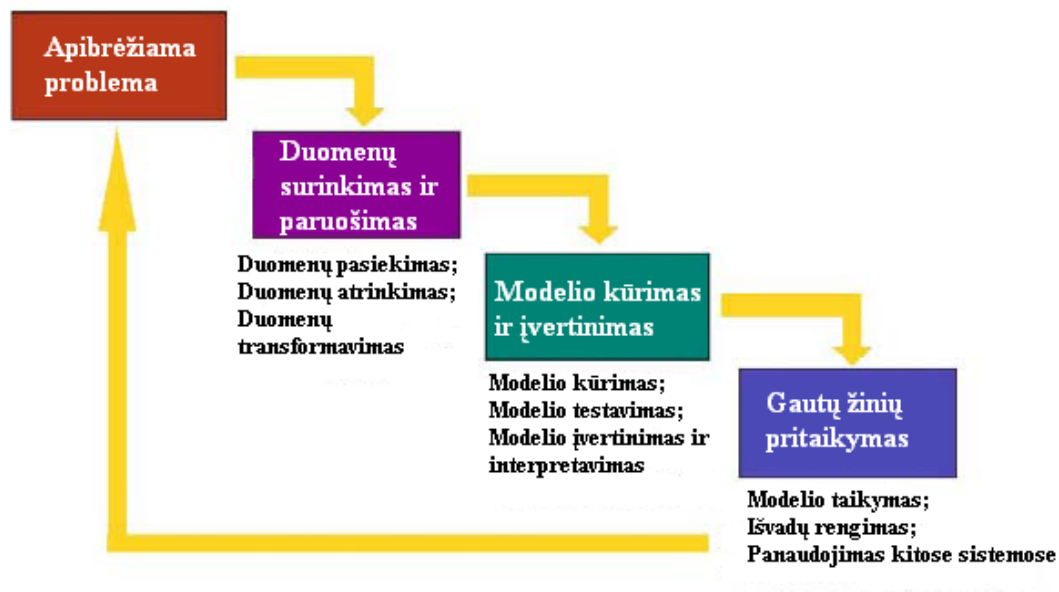 Apibrėžiama
problema
Duomenų
surinkimas ir
paruošimas
Duomenų pasiekimas;
Duomenų atrinkimas;
Duomenų
transformavimas
Modelio kūrimas
ir įvertinimas
Modelio kūrimas;
Modelio testavimas;
Modelio įvertinimas ir
interpretavimas
Gautų žinių
pritaikymas
Modelio taikymas;
Išvadų rengimas;
Panaudojimas kitose sistemose